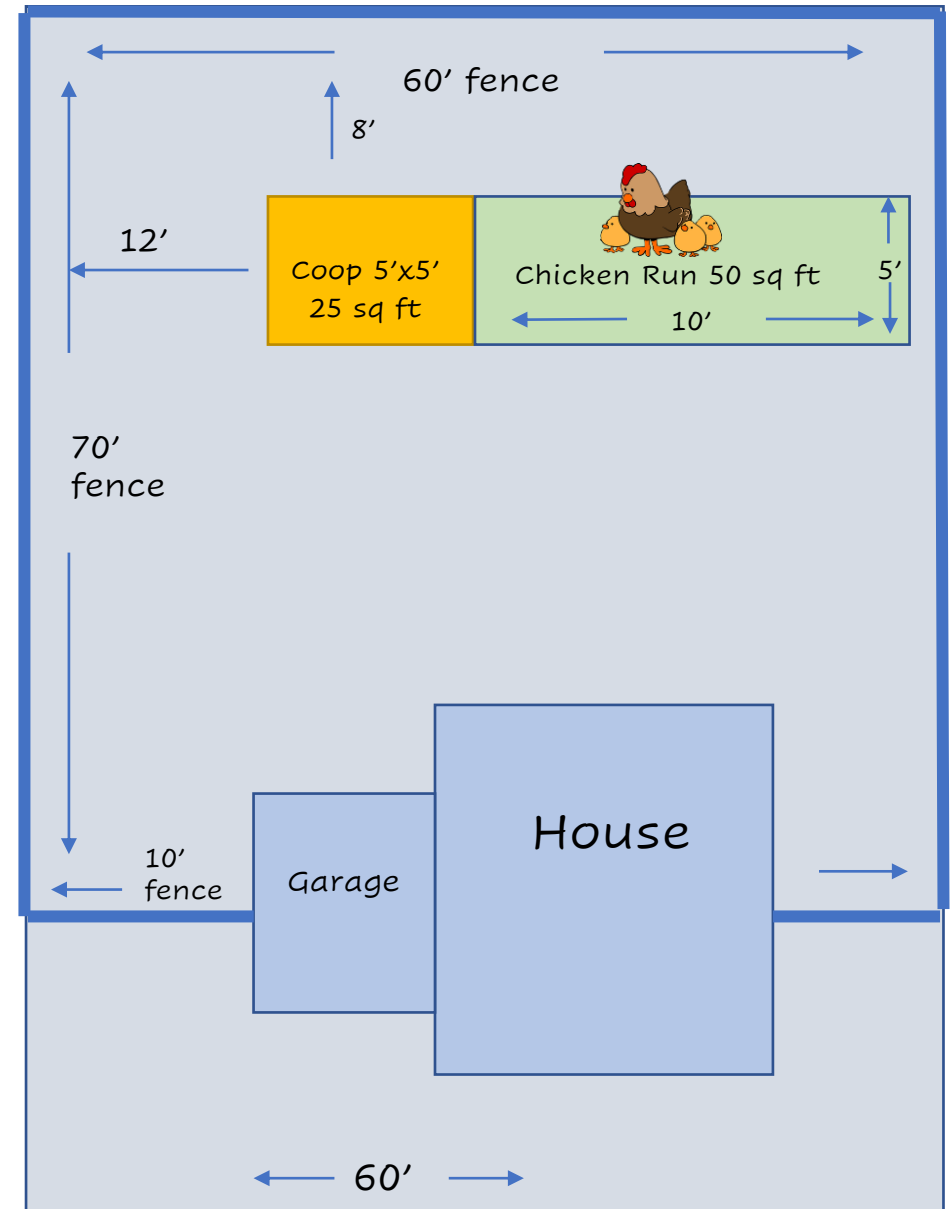 60' fence
8'
12'
Coop 5'x5'
25 sq ft
Chicken Run 50 sq ft
5'
10'
70'
fence
House
10'
fence
Garage
60'